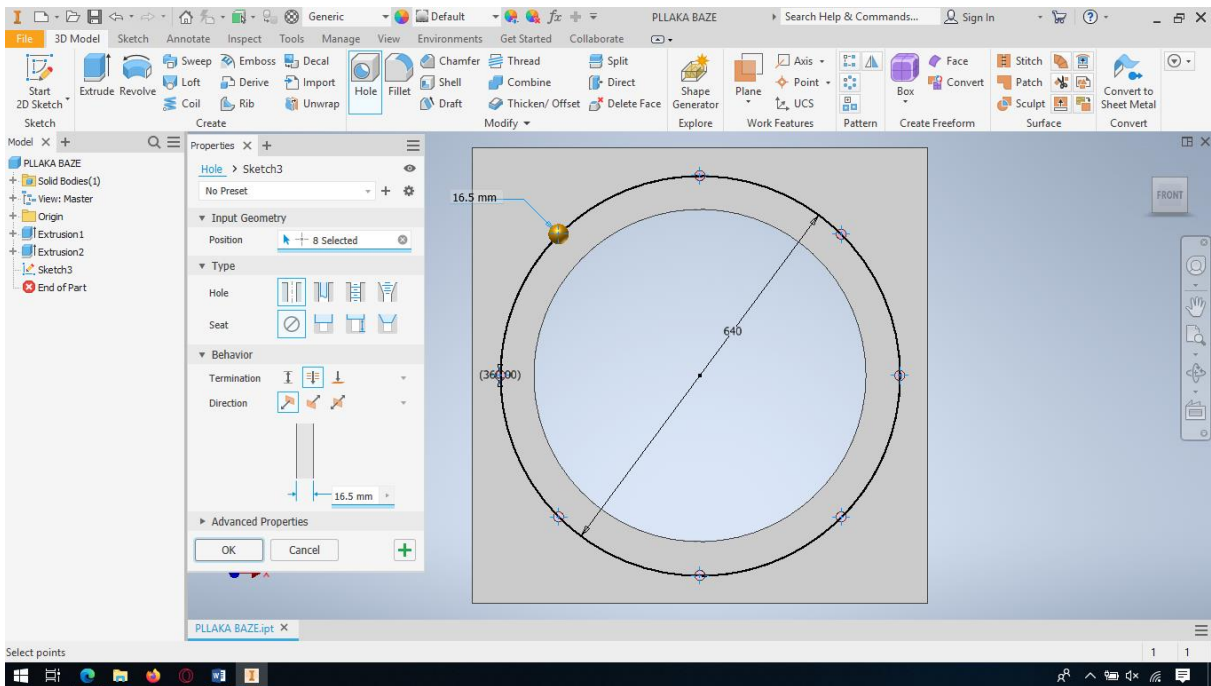 Generic
Default
fx
PLLAKA BAZE
Search Help & Commands...
Sign In
File
3D Model
Sketch
Annotate
Inspect
Tools
Manage
View
Environments
Get Started
Collaborate
Start
2D Sketch
Sketch
Extrude
Revolve
Sweep
Emboss
Decal
Loft
Derive
Import
Coil
Rib
Unwrap
Create
Hole
Fillet
Chamfer
Thread
Split
Shell
Combine
Direct
Draft
Thicken/ Offset
Delete Face
Modify
Shape
Generator
Explore
Plane
Axis
Point
UCS
Work Features
Pattern
Box
Face
Convert
Create Freeform
Stitch
Patch
Sculpt
Surface
Convert to
Sheet Metal
Convert
Model X +
PLLAKA BAZE
Solid Bodies(1)
View: Master
Origin
Extrusion1
Extrusion2
Sketch3
End of Part
Properties X +
Hole > Sketch3
No Preset
Input Geometry
Position
8 Selected
Type
Hole
Seat
Behavior
Termination
Direction
16.5 mm
Advanced Properties
OK
Cancel
16.5 mm
640
FRONT
X
PLLAKA BAZE.ipt X
Select points
1 1